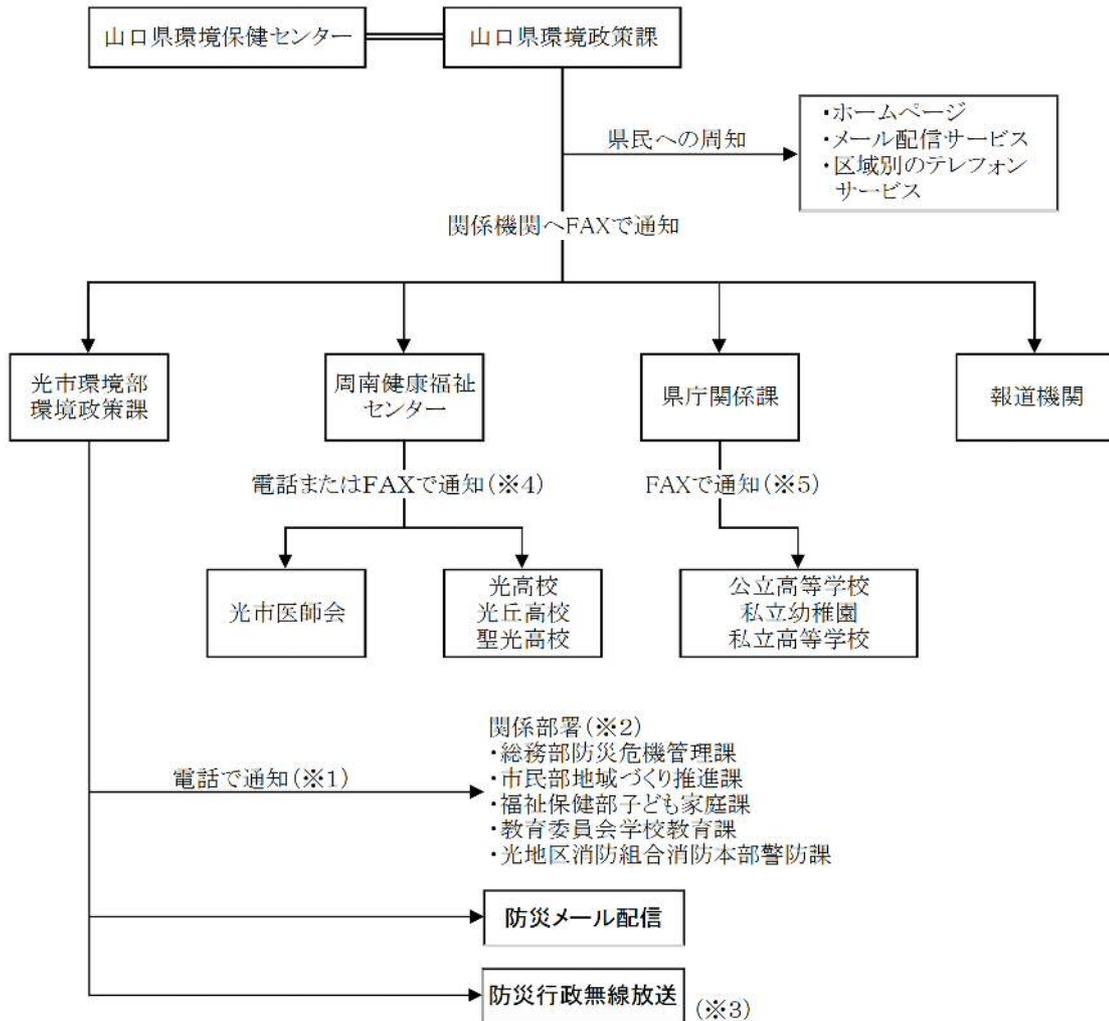 山口県環境保健センター
山口県環境政策課
県民への周知
・ホームページ
・メール配信サービス
・区域別のテレフォン
サービス
関係機関へFAXで通知
光市環境部
環境政策課
周南健康福祉
センター
県庁関係課
報道機関
電話またはFAXで通知(※4)
FAXで通知(※5)
光市医師会
光高校
光丘高校
聖光高校
公立高等学校
私立幼稚園
私立高等学校
電話で通知(※1)
関係部署(※2)
・総務部防災危機管理課
・市民部地域づくり推進課
・福祉保健部子ども家庭課
・教育委員会学校教育課
・光地区消防組合消防本部警防課
防災メール配信
防災行政無線放送
(※3)